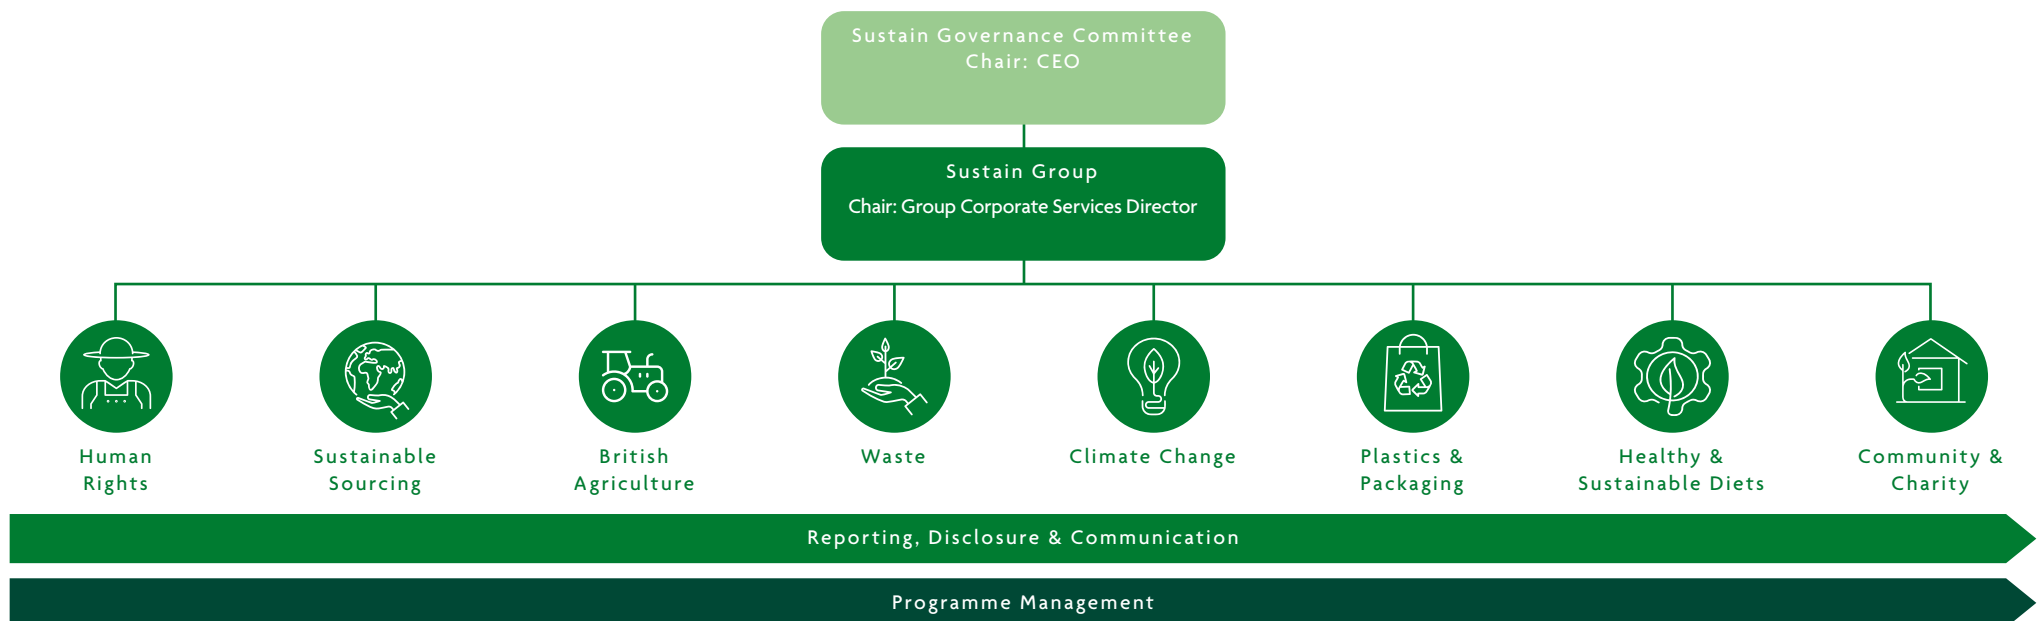 Sustain Governance Committee
Chair: CEO
Sustain Group
Chair: Group Corporate Services Director
Human
Rights
Sustainable
Sourcing
British
Agriculture
Waste
Climate Change
Plastics &
Packaging
Healthy &
Sustainable Diets
Community &
Charity
Reporting, Disclosure & Communication
Programme Management